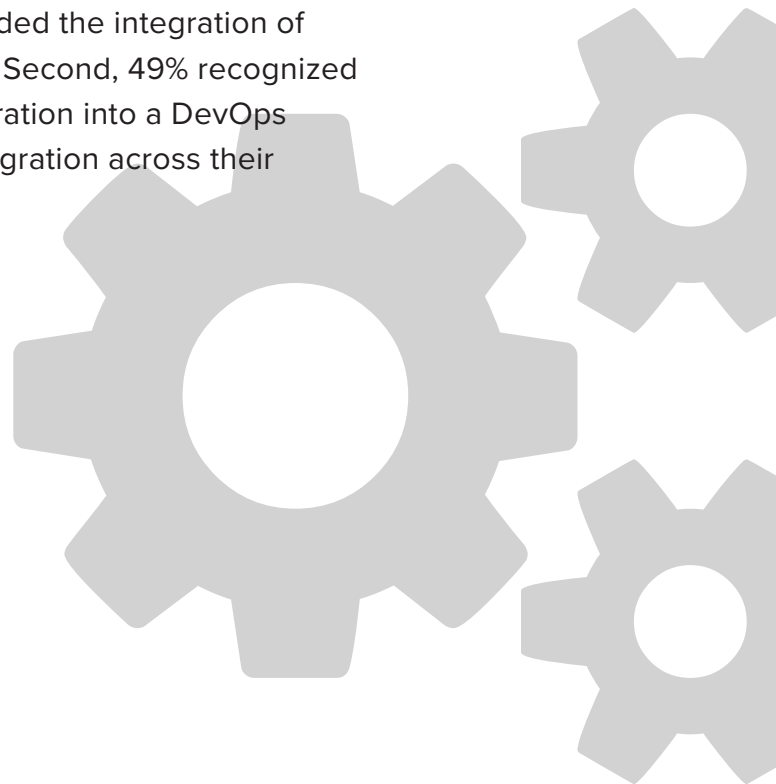 ded the integration of
Second, 49% recognized
ration into a DevOps
gration across their